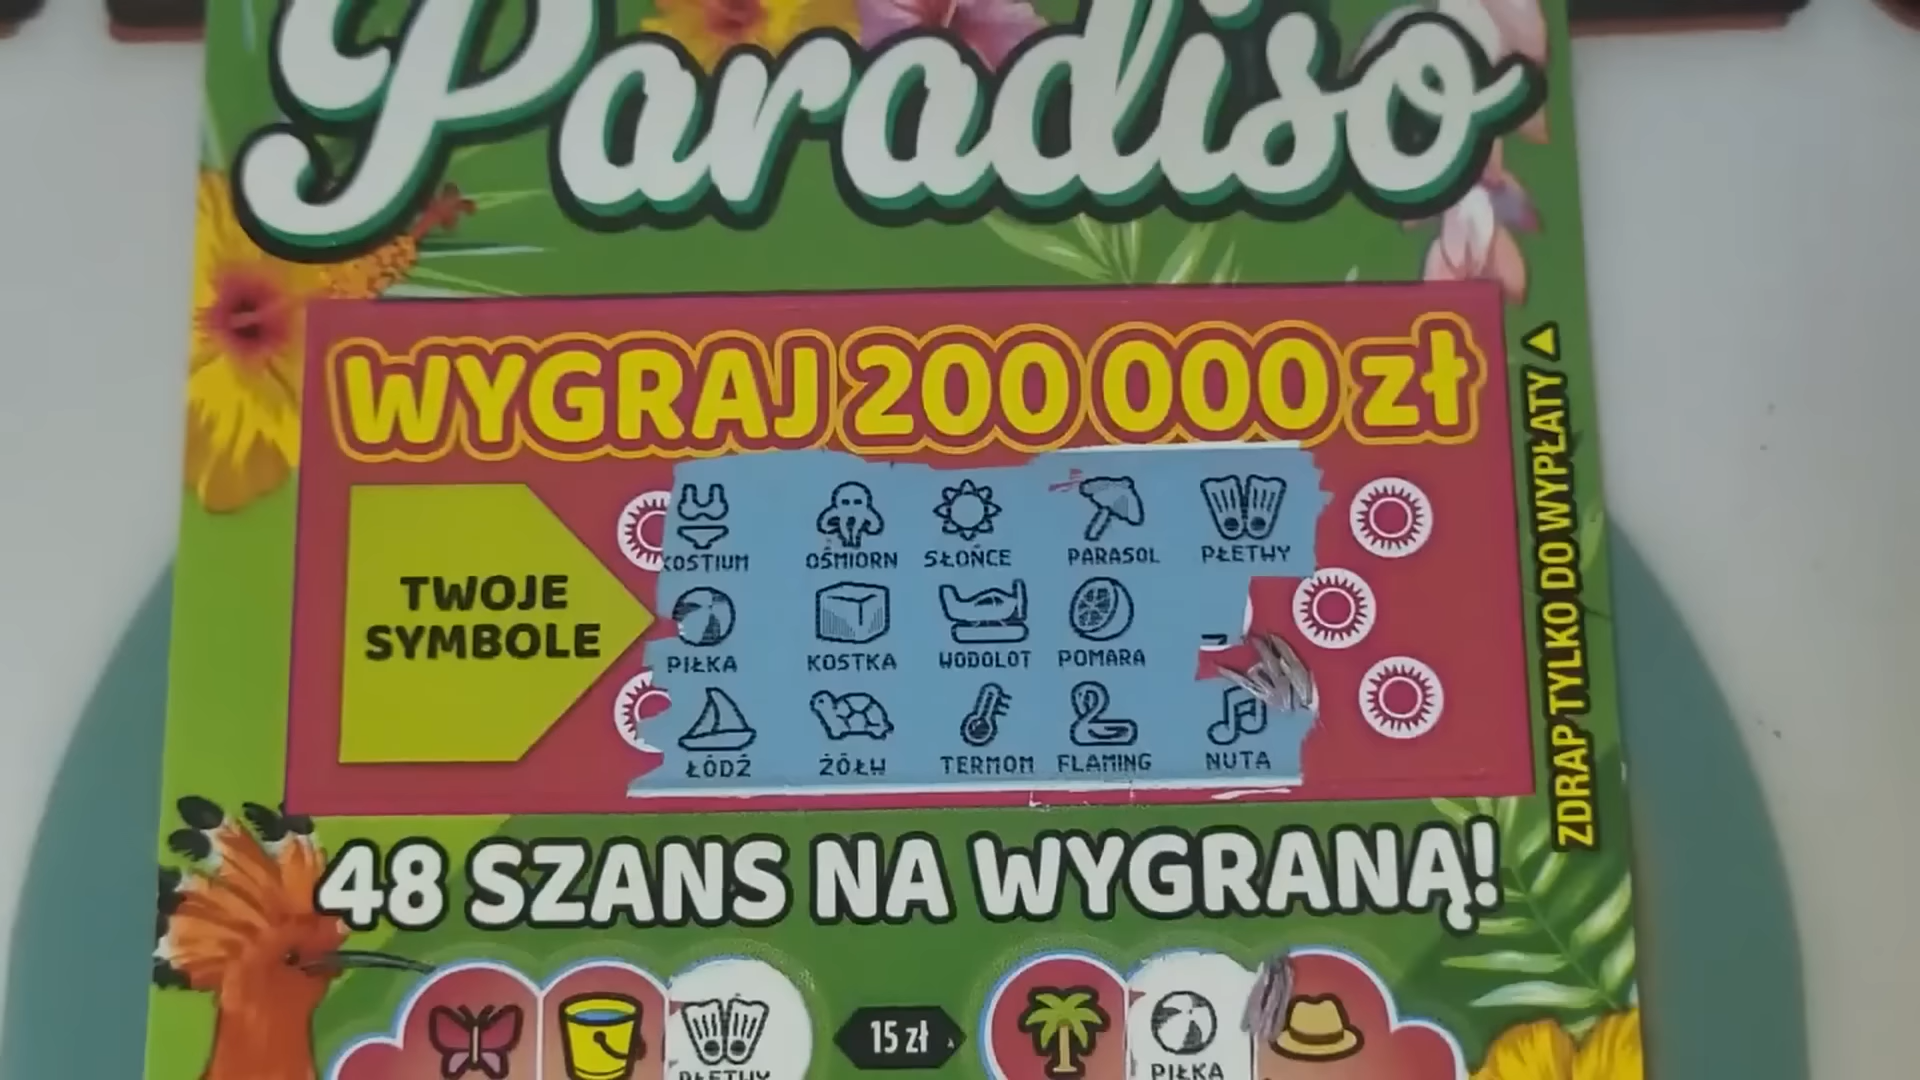 Paradiso
WYGRAJ 200 000 zł
TWOJE
SYMBOLE
KOSTIUM OŚMIORN SŁOŃCE PARASOL PŁETWY
PIŁKA KOSTKA WODOLOT POMARA
ŁÓDŹ ŻÓŁW TERMOM FLAMING NUTA
ZDRAP TYLKO DO WYPŁATY
48 SZANS NA WYGRANĄ!
PŁETWY
15 zł
PIŁKA